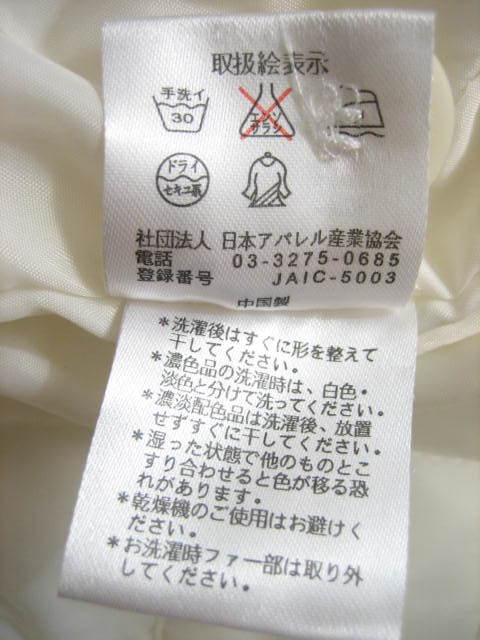 取扱絵表示
手洗イ
30
エンソ
サラシ
ドライ
セキユ系
社団法人 日本アパレル産業協会
電話 03-3275-0685
登録番号 JAIC-5003
中国製
*洗濯後はすぐに形を整えて
干してください。
*濃色品の洗濯時は、白色・
淡色と分けて洗ってください。
*濃淡配色品は洗濯後、放置
せずすぐに干してください。
*湿った状態で他のものとこ
すり合わせると色が移る恐
れがあります。
*乾燥機のご使用はお避けく
ださい。
*お洗濯時ファー部は取り外
してください。